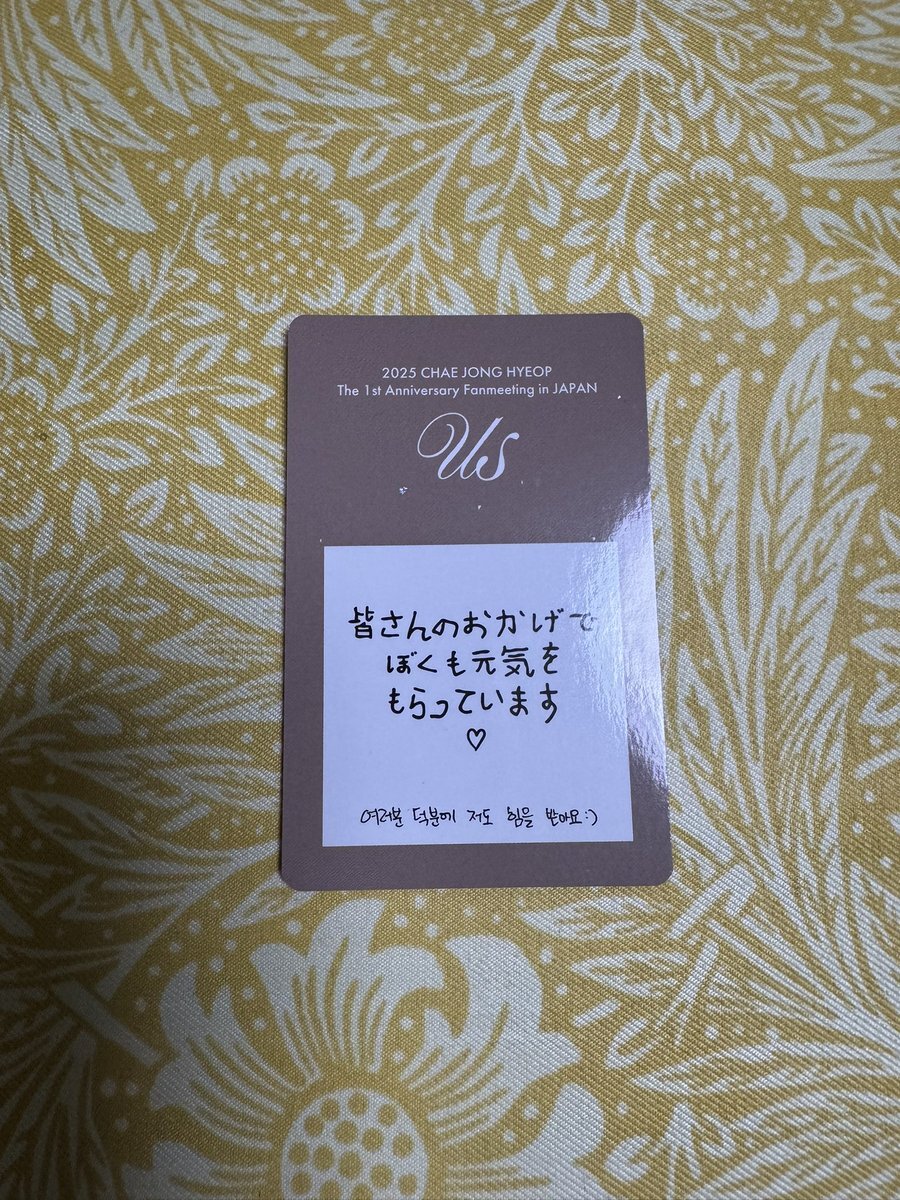 2025 CHAE JONG HYEOP
The 1st Anniversary Fanmeeting in JAPAN
Us
皆さんのおかげで
ぼくも元気を
もらっています
♡
여러분 덕분에 저도 힘을 받아요:)